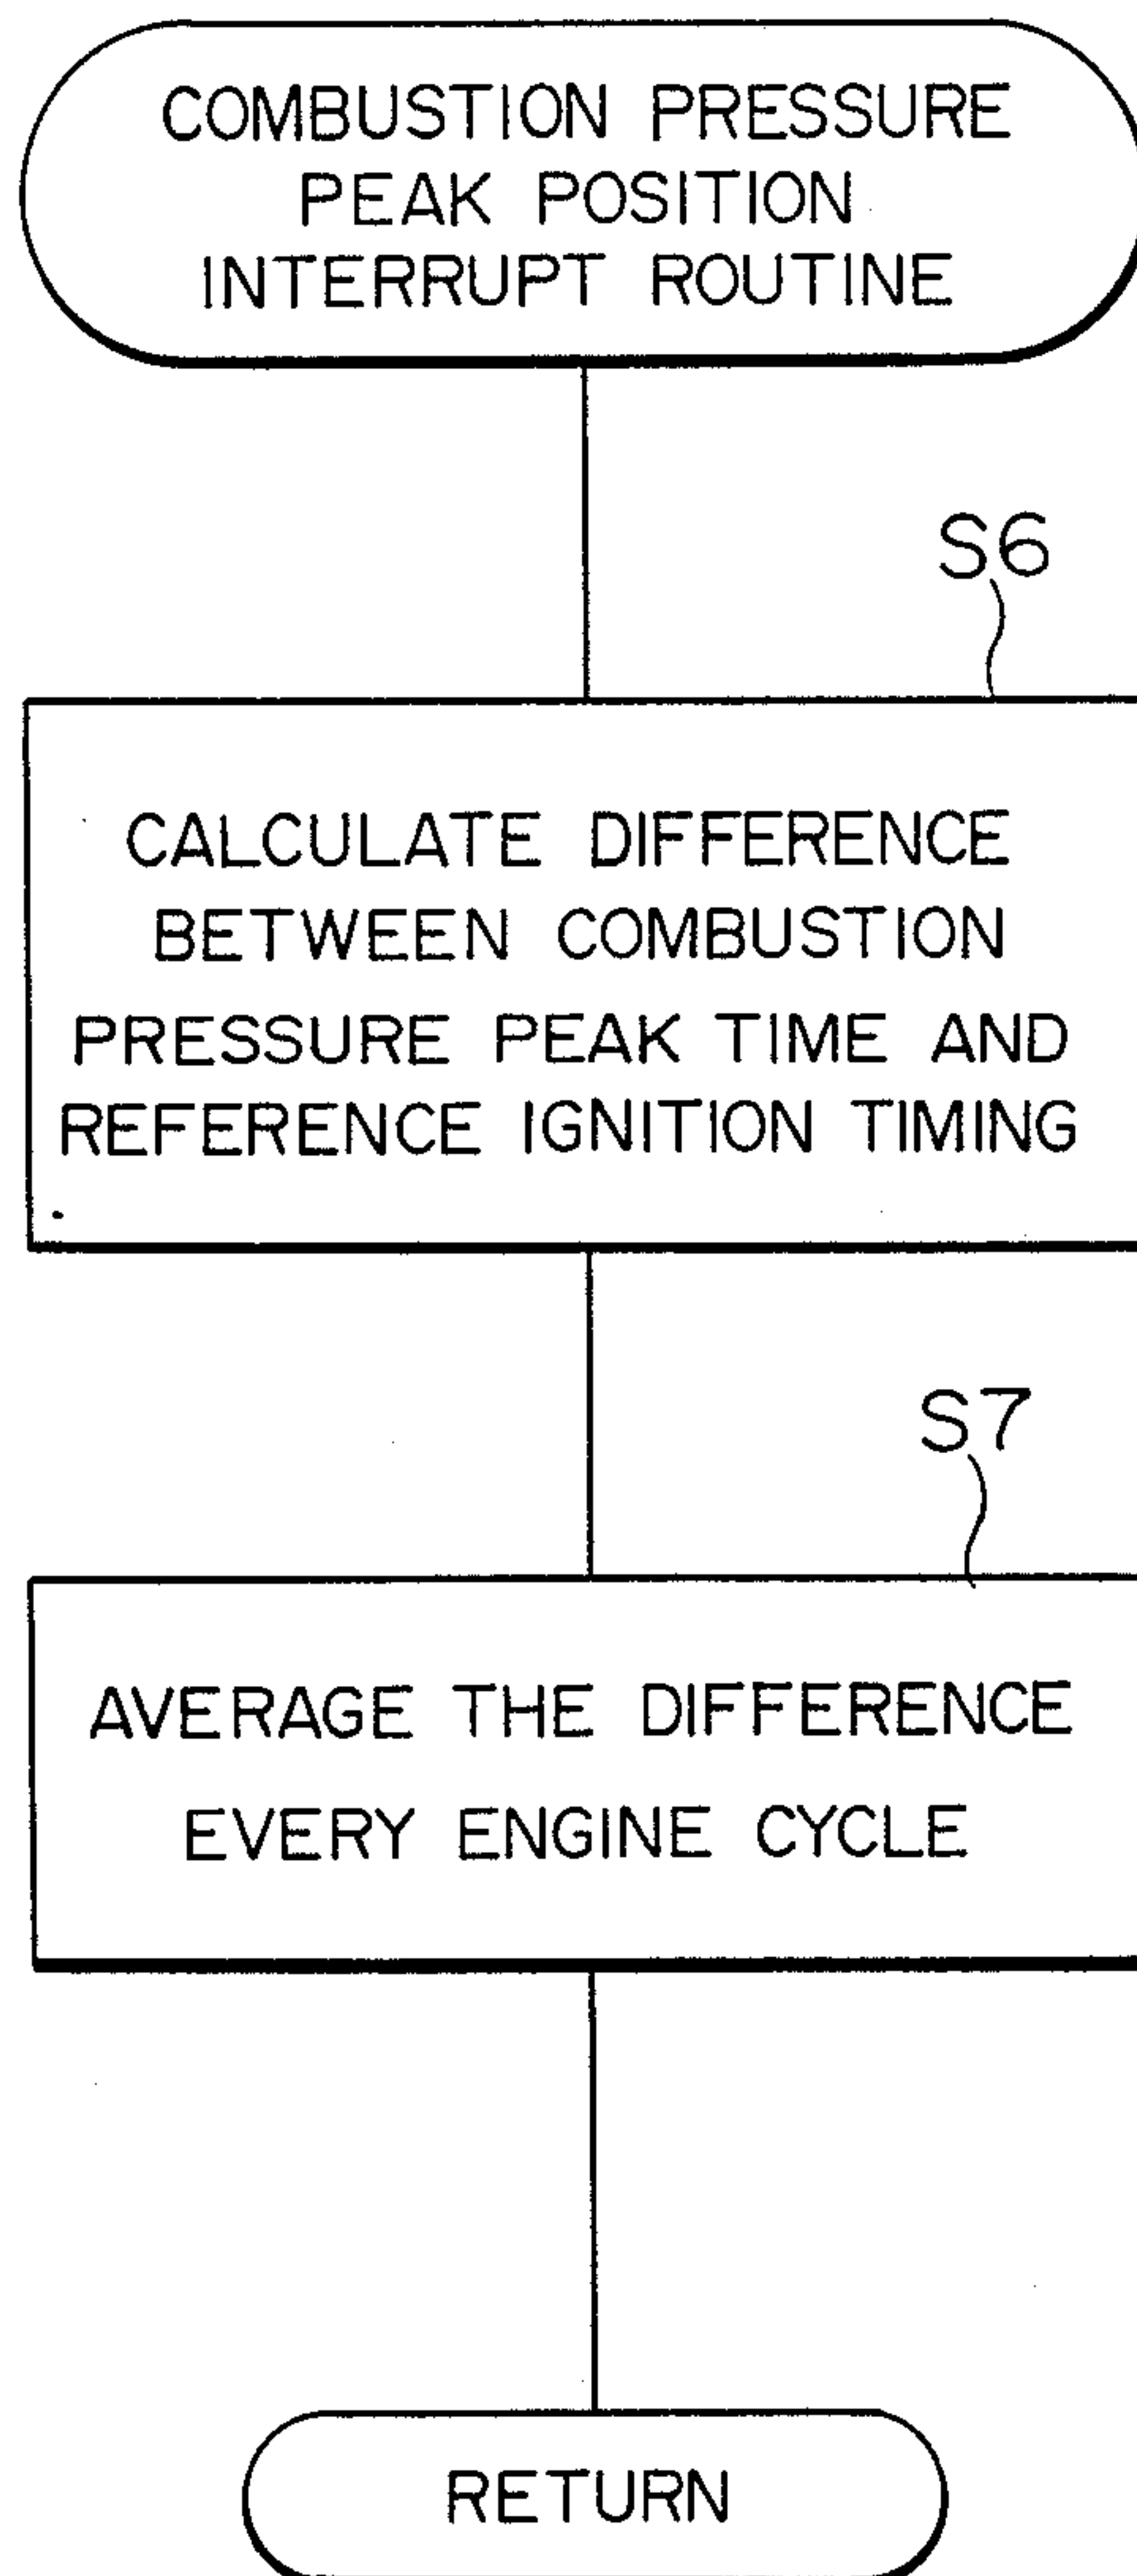 COMBUSTION PRESSURE
PEAK POSITION
INTERRUPT ROUTINE
S6
CALCULATE DIFFERENCE
BETWEEN COMBUSTION
PRESSURE PEAK TIME AND
REFERENCE IGNITION TIMING
S7
AVERAGE THE DIFFERENCE
EVERY ENGINE CYCLE
RETURN